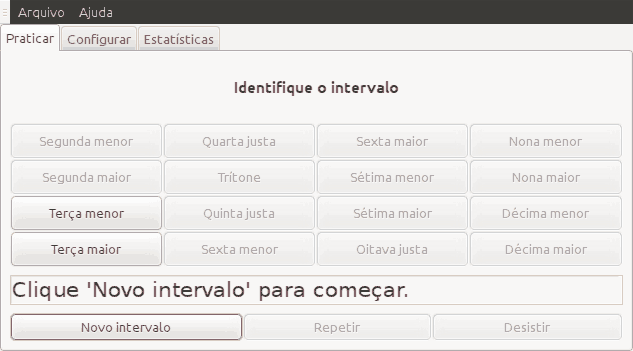 Arquivo Ajuda
Praticar Configurar Estatísticas
Identifique o intervalo
Segunda menor Quarta justa Sexta maior Nona menor
Segunda maior Trítone Sétima menor Nona maior
Terça menor Quinta justa Sétima maior Décima menor
Terça maior Sexta menor Oitava justa Décima maior
Clique 'Novo intervalo' para começar.
Novo intervalo Repetir Desistir